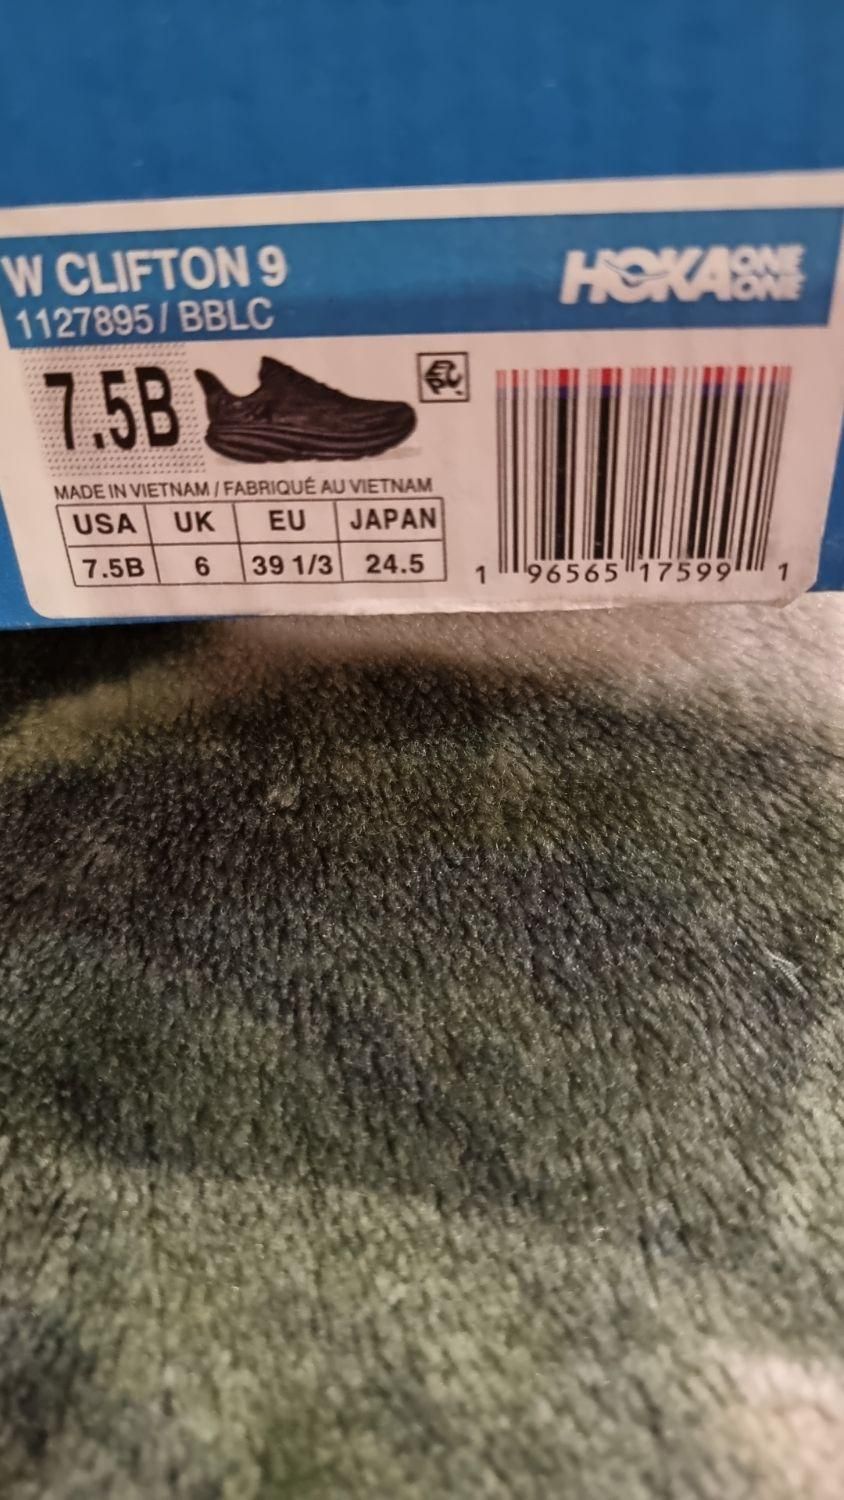 W CLIFTON 9
1127895 / BBLC
HOKA ONE ONE
7.5B
MADE IN VIETNAM / FABRIQUÉ AU VIETNAM
USA UK EU JAPAN
7.5B 6 39 1/3 24.5
1 96565 17599 1